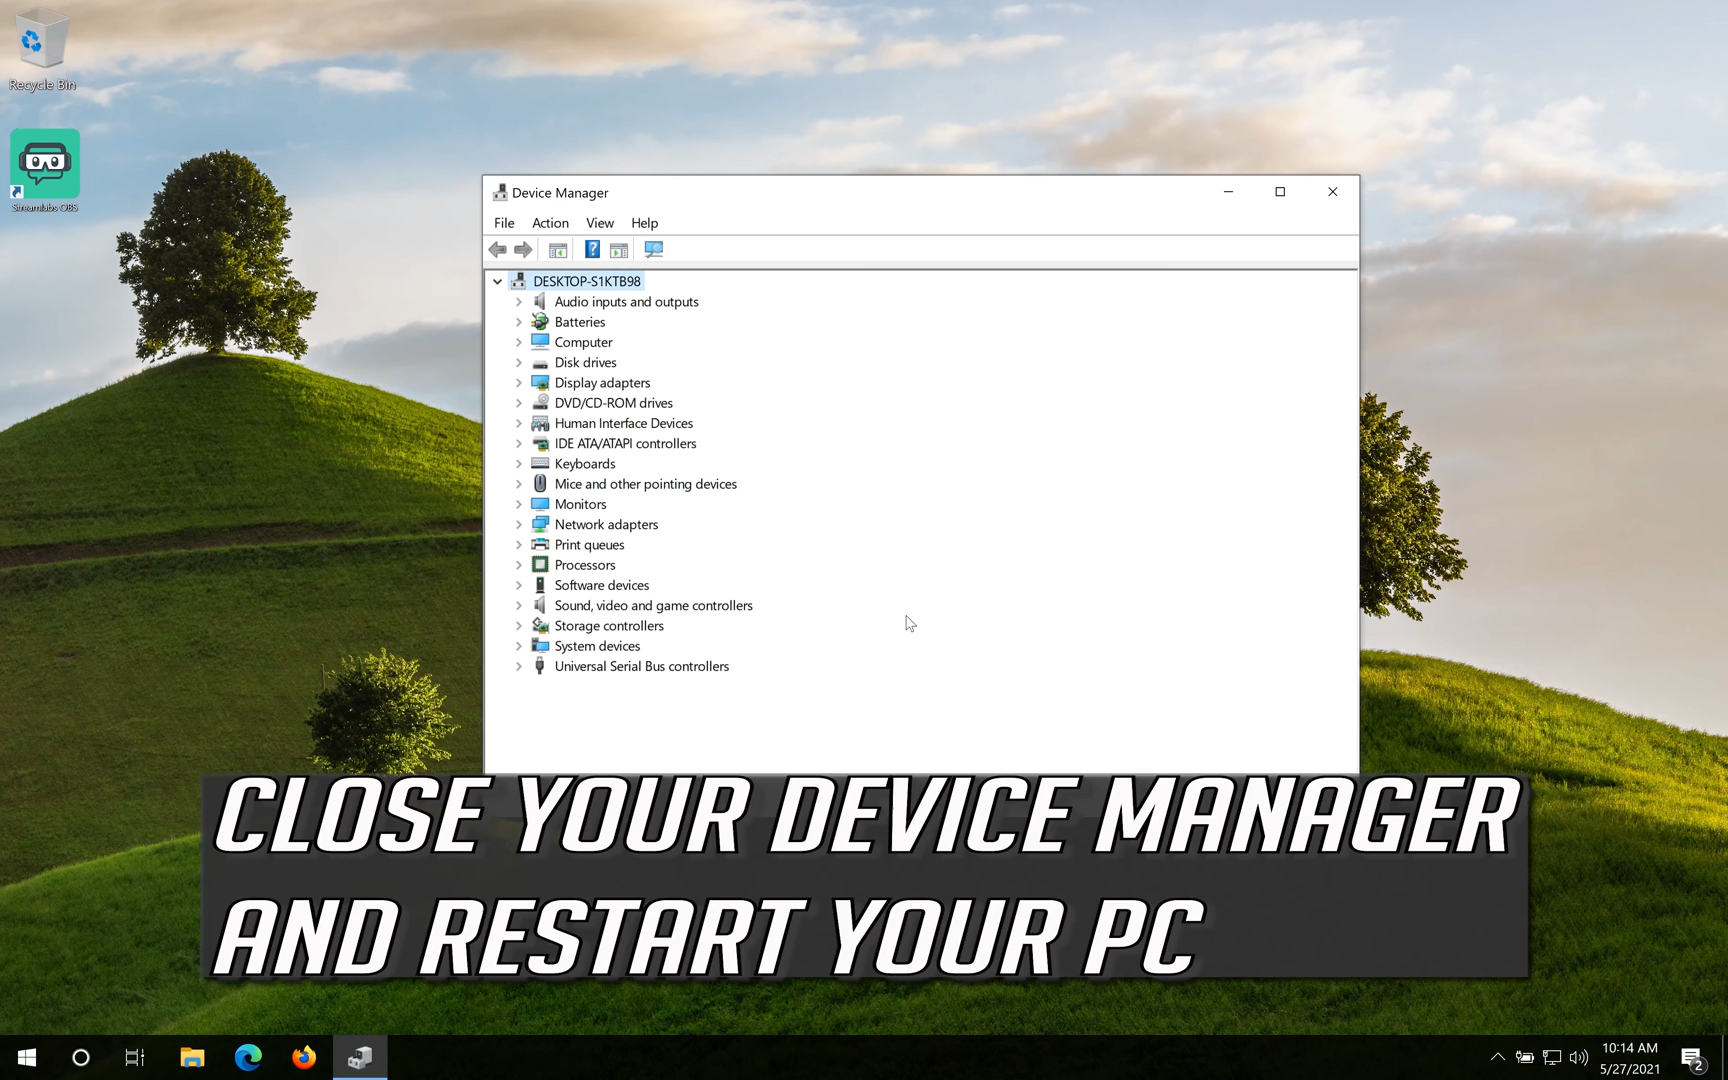 Recycle Bin
Streamlabs OBS
Device Manager
File Action View Help
DESKTOP-S1KTB98
Audio inputs and outputs
Batteries
Computer
Disk drives
Display adapters
DVD/CD-ROM drives
Human Interface Devices
IDE ATA/ATAPI controllers
Keyboards
Mice and other pointing devices
Monitors
Network adapters
Print queues
Processors
Software devices
Sound, video and game controllers
Storage controllers
System devices
Universal Serial Bus controllers
CLOSE YOUR DEVICE MANAGER
AND RESTART YOUR PC
10:14 AM
5/27/2021
2